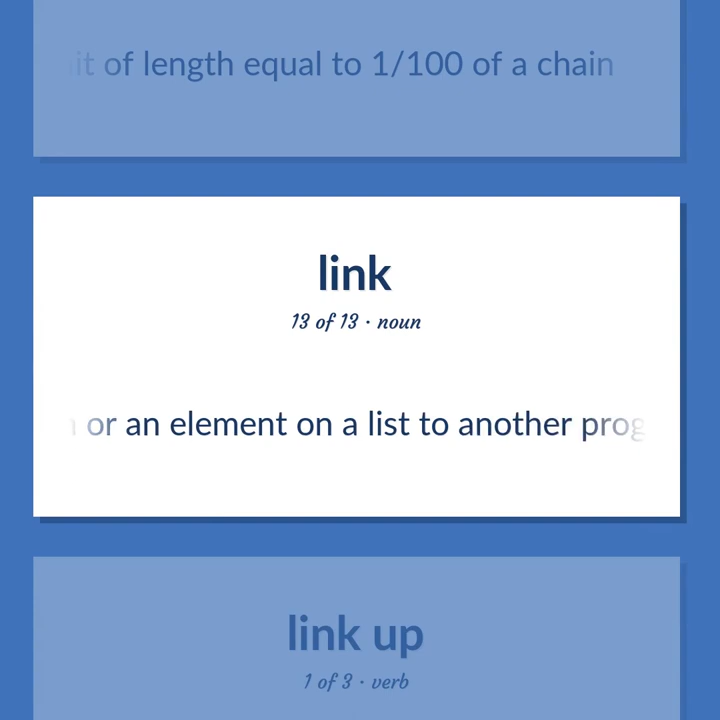 of length equal to 1/100 of a chain
link
13 of 13 · noun
or an element on a list to another
link up
1 of 3 · verb